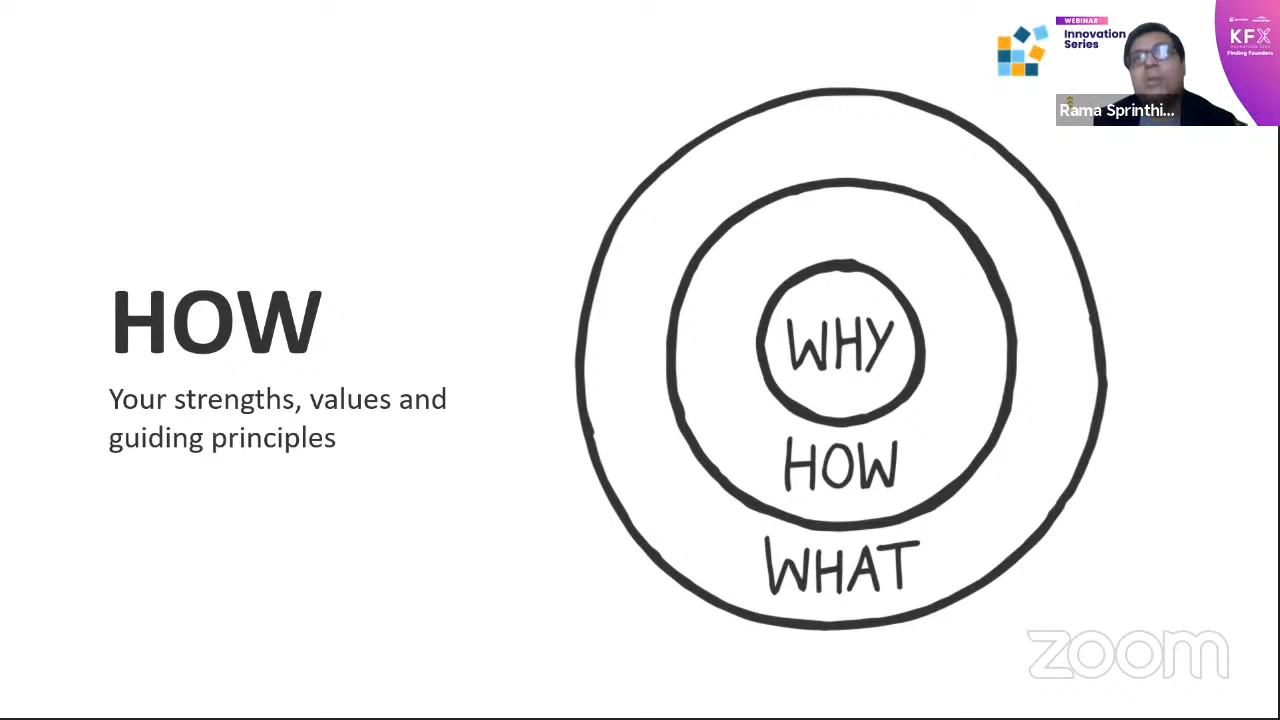 WEBINAR
Innovation
Series
KFX
Finding Founders
Rama Sprinthi...
HOW
Your strengths, values and
guiding principles
WHY
HOW
WHAT
zoom